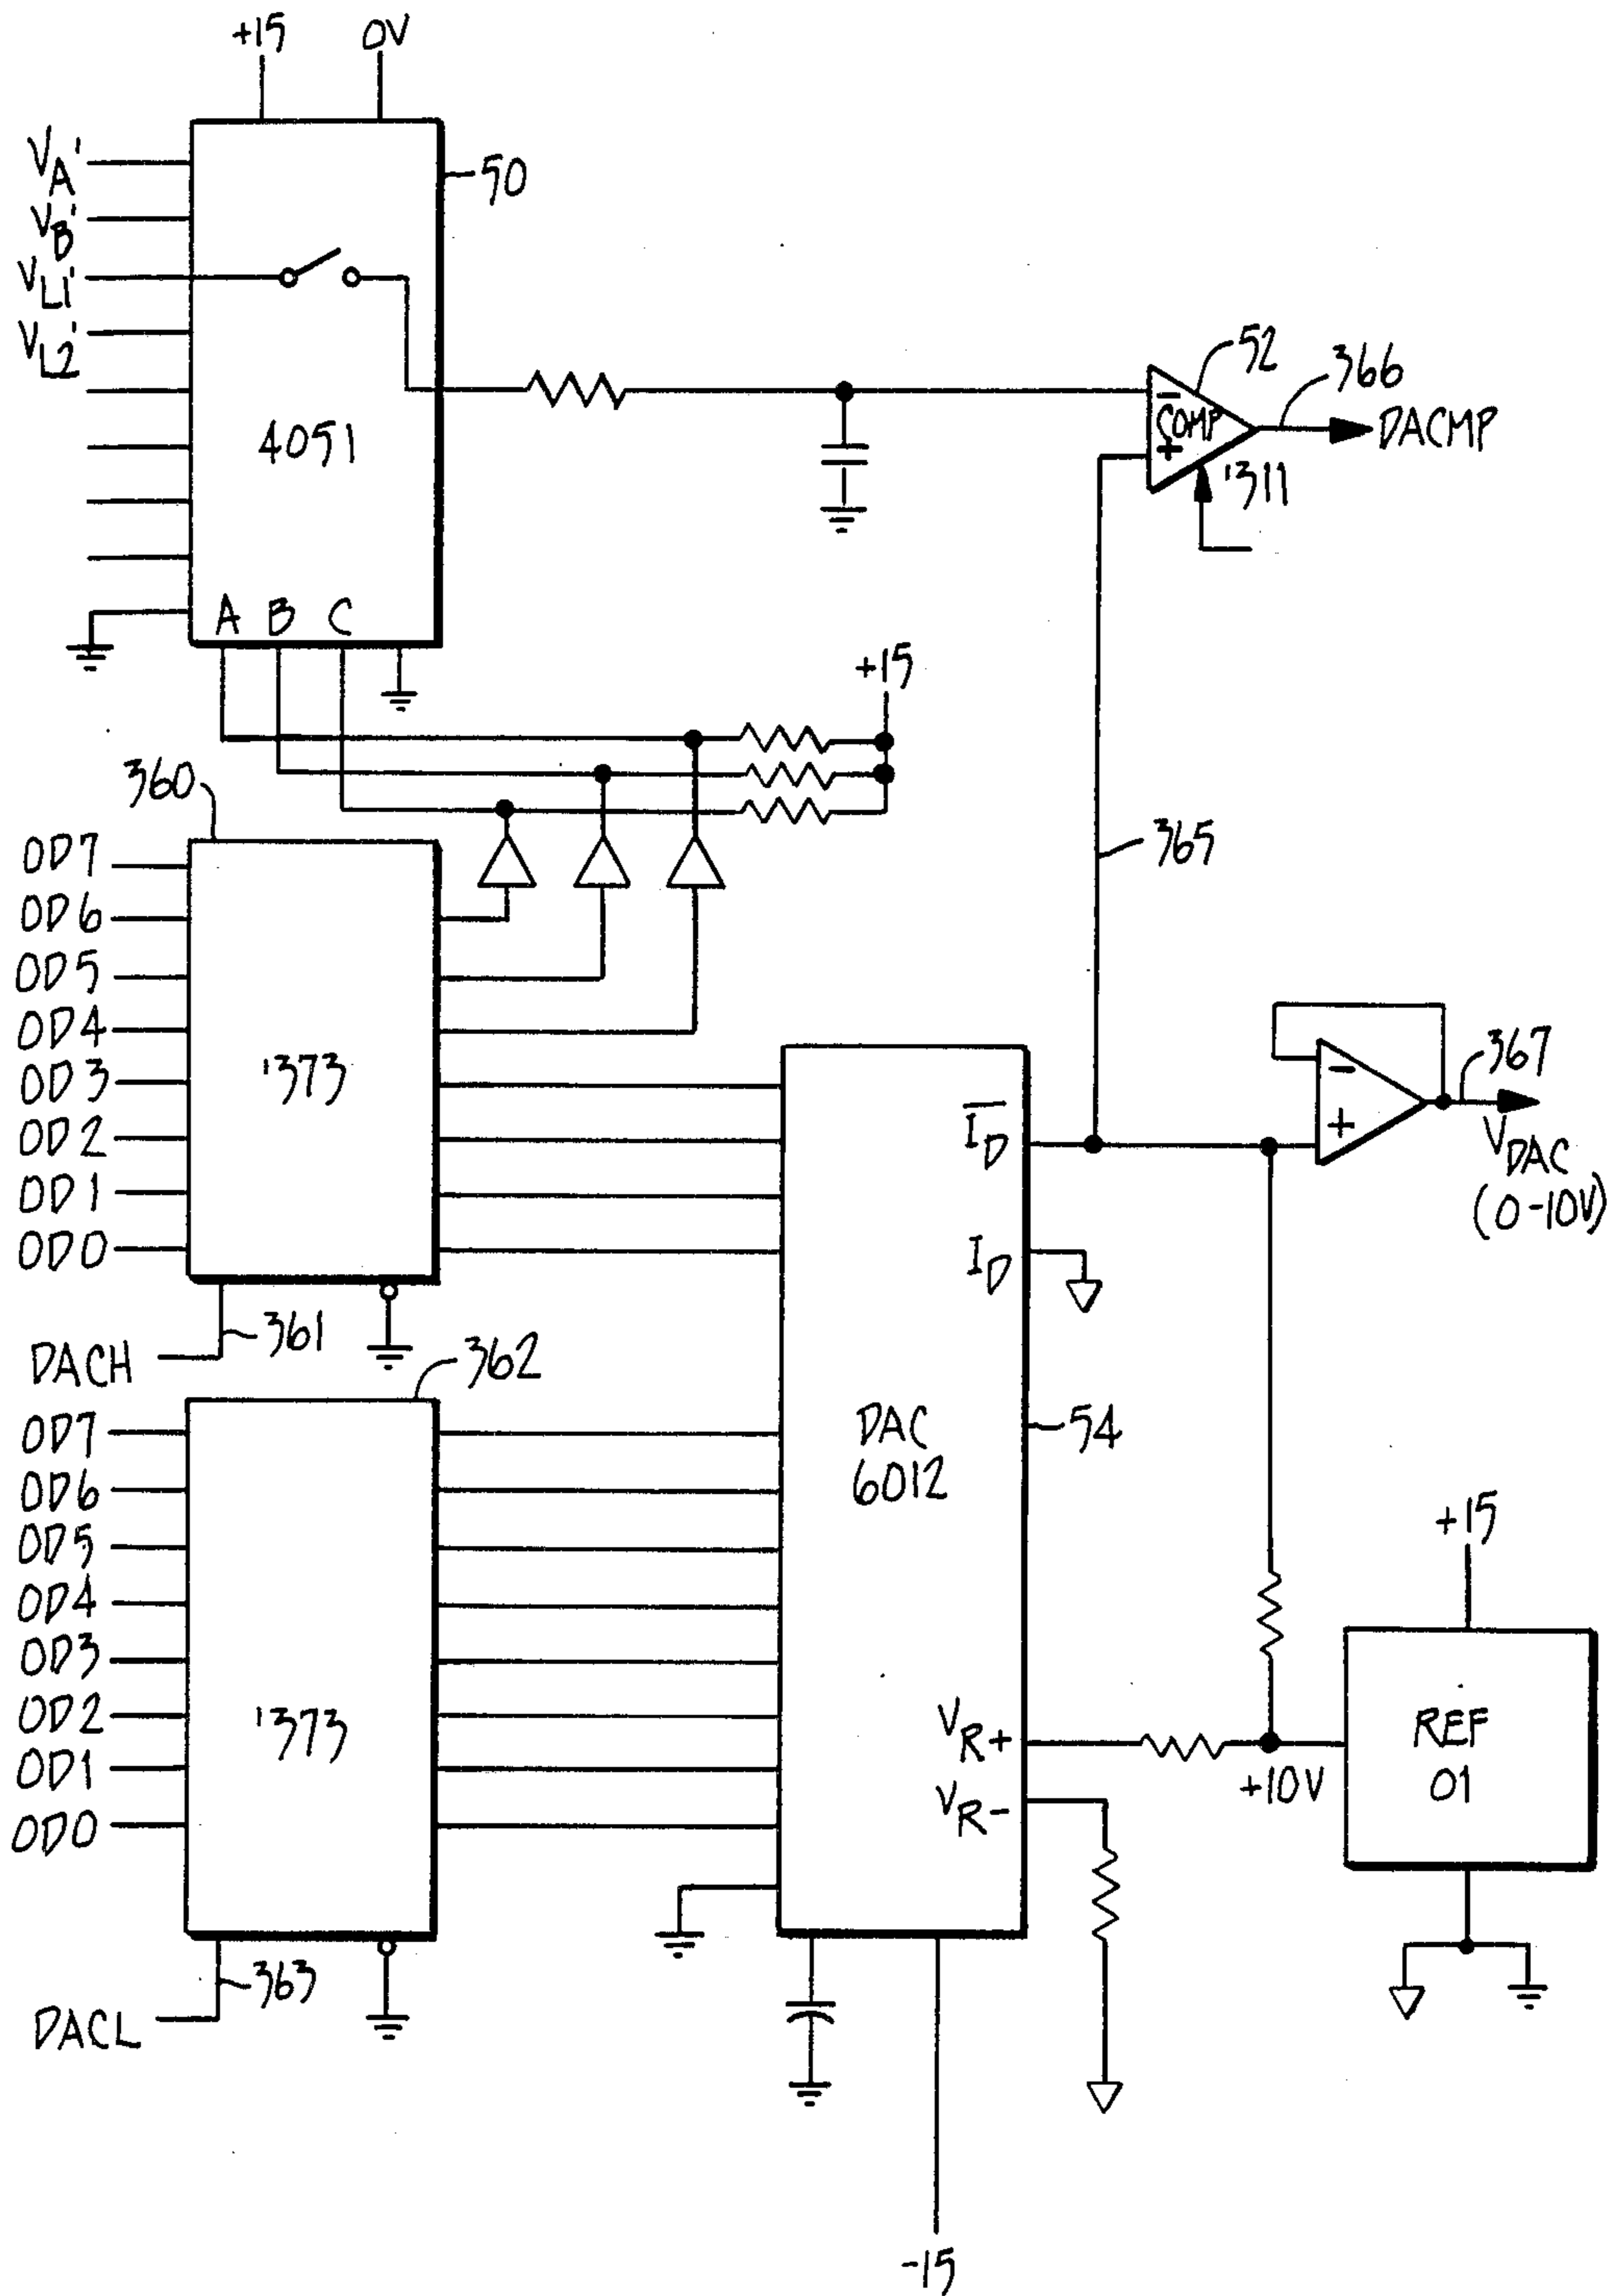 +15 0V
VA'
50
VB'
VL1'
VL2'
52
366
COMP
DACMP
4051
'311
A B C
+15
360
365
OD7
OD6
OD5
OD4
OD3
OD2
OD1
OD0
'373
ID
367
VDAC
(0-10V)
ID
361
DACH
362
OD7
OD6
OD5
OD4
OD3
OD2
OD1
OD0
'373
DAC
6012
54
+15
VR+
+10V
REF
01
VR-
363
DACL
-15